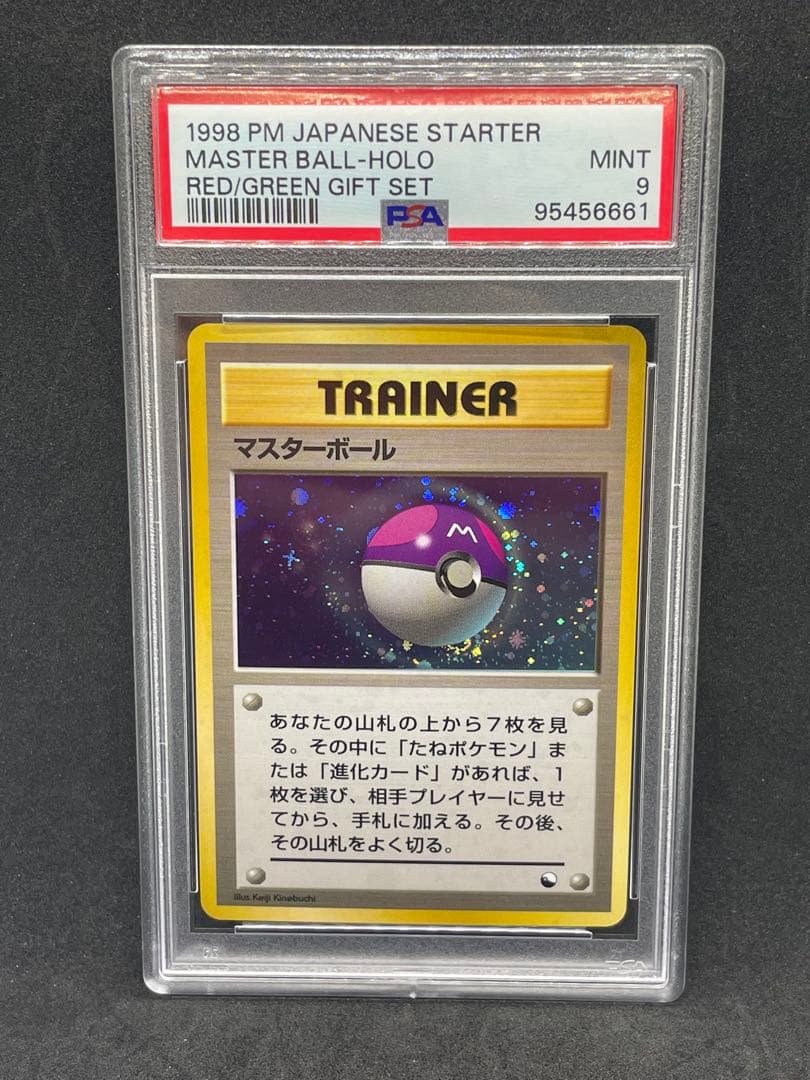 1998 PM JAPANESE STARTER
MASTER BALL-HOLO MINT
RED/GREEN GIFT SET 9
PSA 95456661
TRAINER
マスターボール
M
あなたの山札の上から7枚を見
る。その中に「たねポケモン」ま
たは「進化カード」があれば、1
枚を選び、相手プレイヤーに見せ
てから、手札に加える。その後、
その山札をよく切る。
Illus. Keiji Kinebuchi
PSA